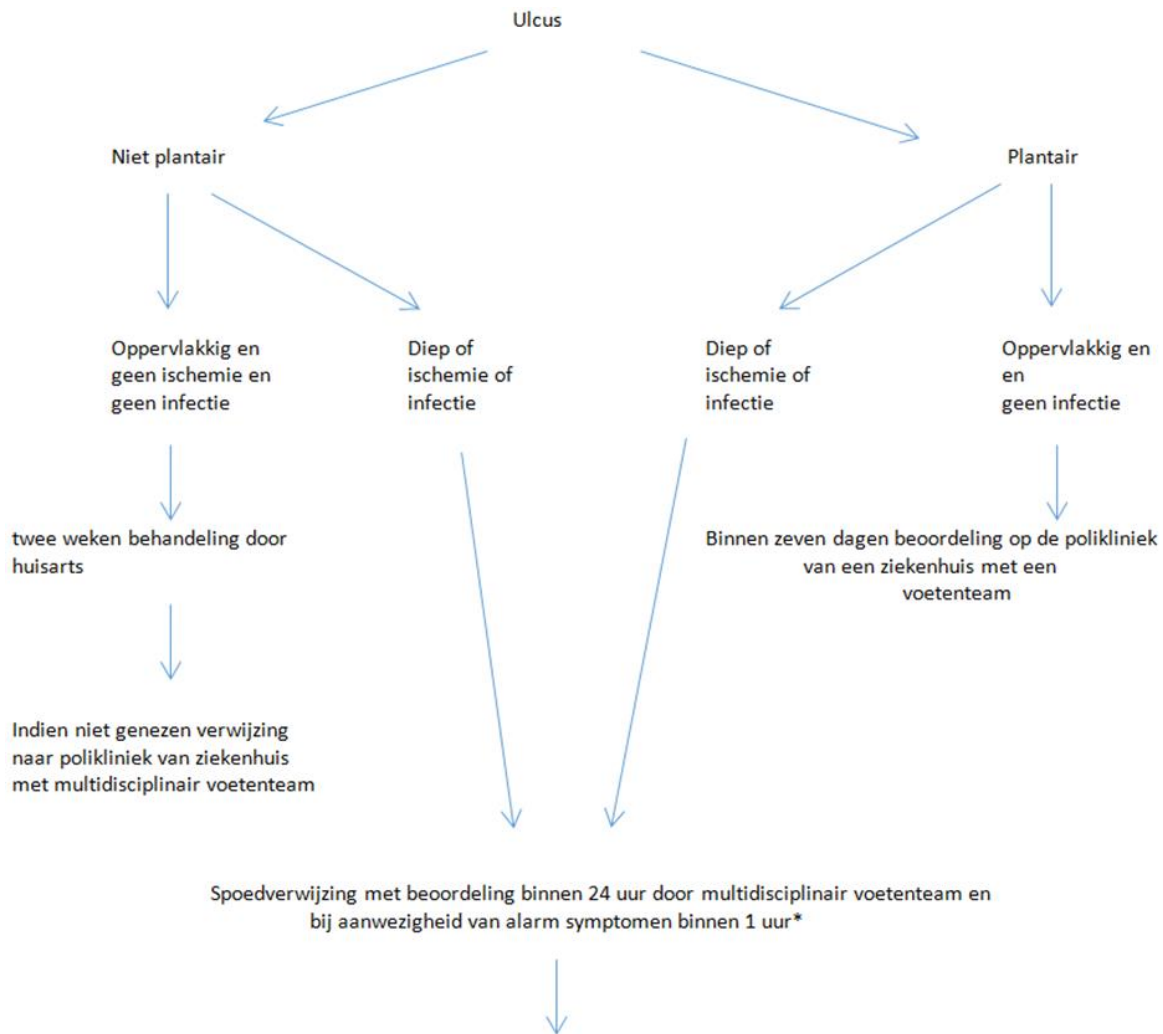 Ulcus
Niet plantair
Plantair
Oppervlakkig en
geen ischemie en
geen infectie
Diep of
ischemie of
infectie
Diep of
ischemie of
infectie
Oppervlakkig en
en
geen infectie
twee weken behandeling door
huisarts
Binnen zeven dagen beoordeling op de polikliniek
van een ziekenhuis met een
voetenteam
Indien niet genezen verwijzing
naar polikliniek van ziekenhuis
met multidisciplinair voetenteam
Spoedverwijzing met beoordeling binnen 24 uur door multidisciplinair voetenteam en
bij aanwezigheid van alarm symptomen binnen 1 uur*